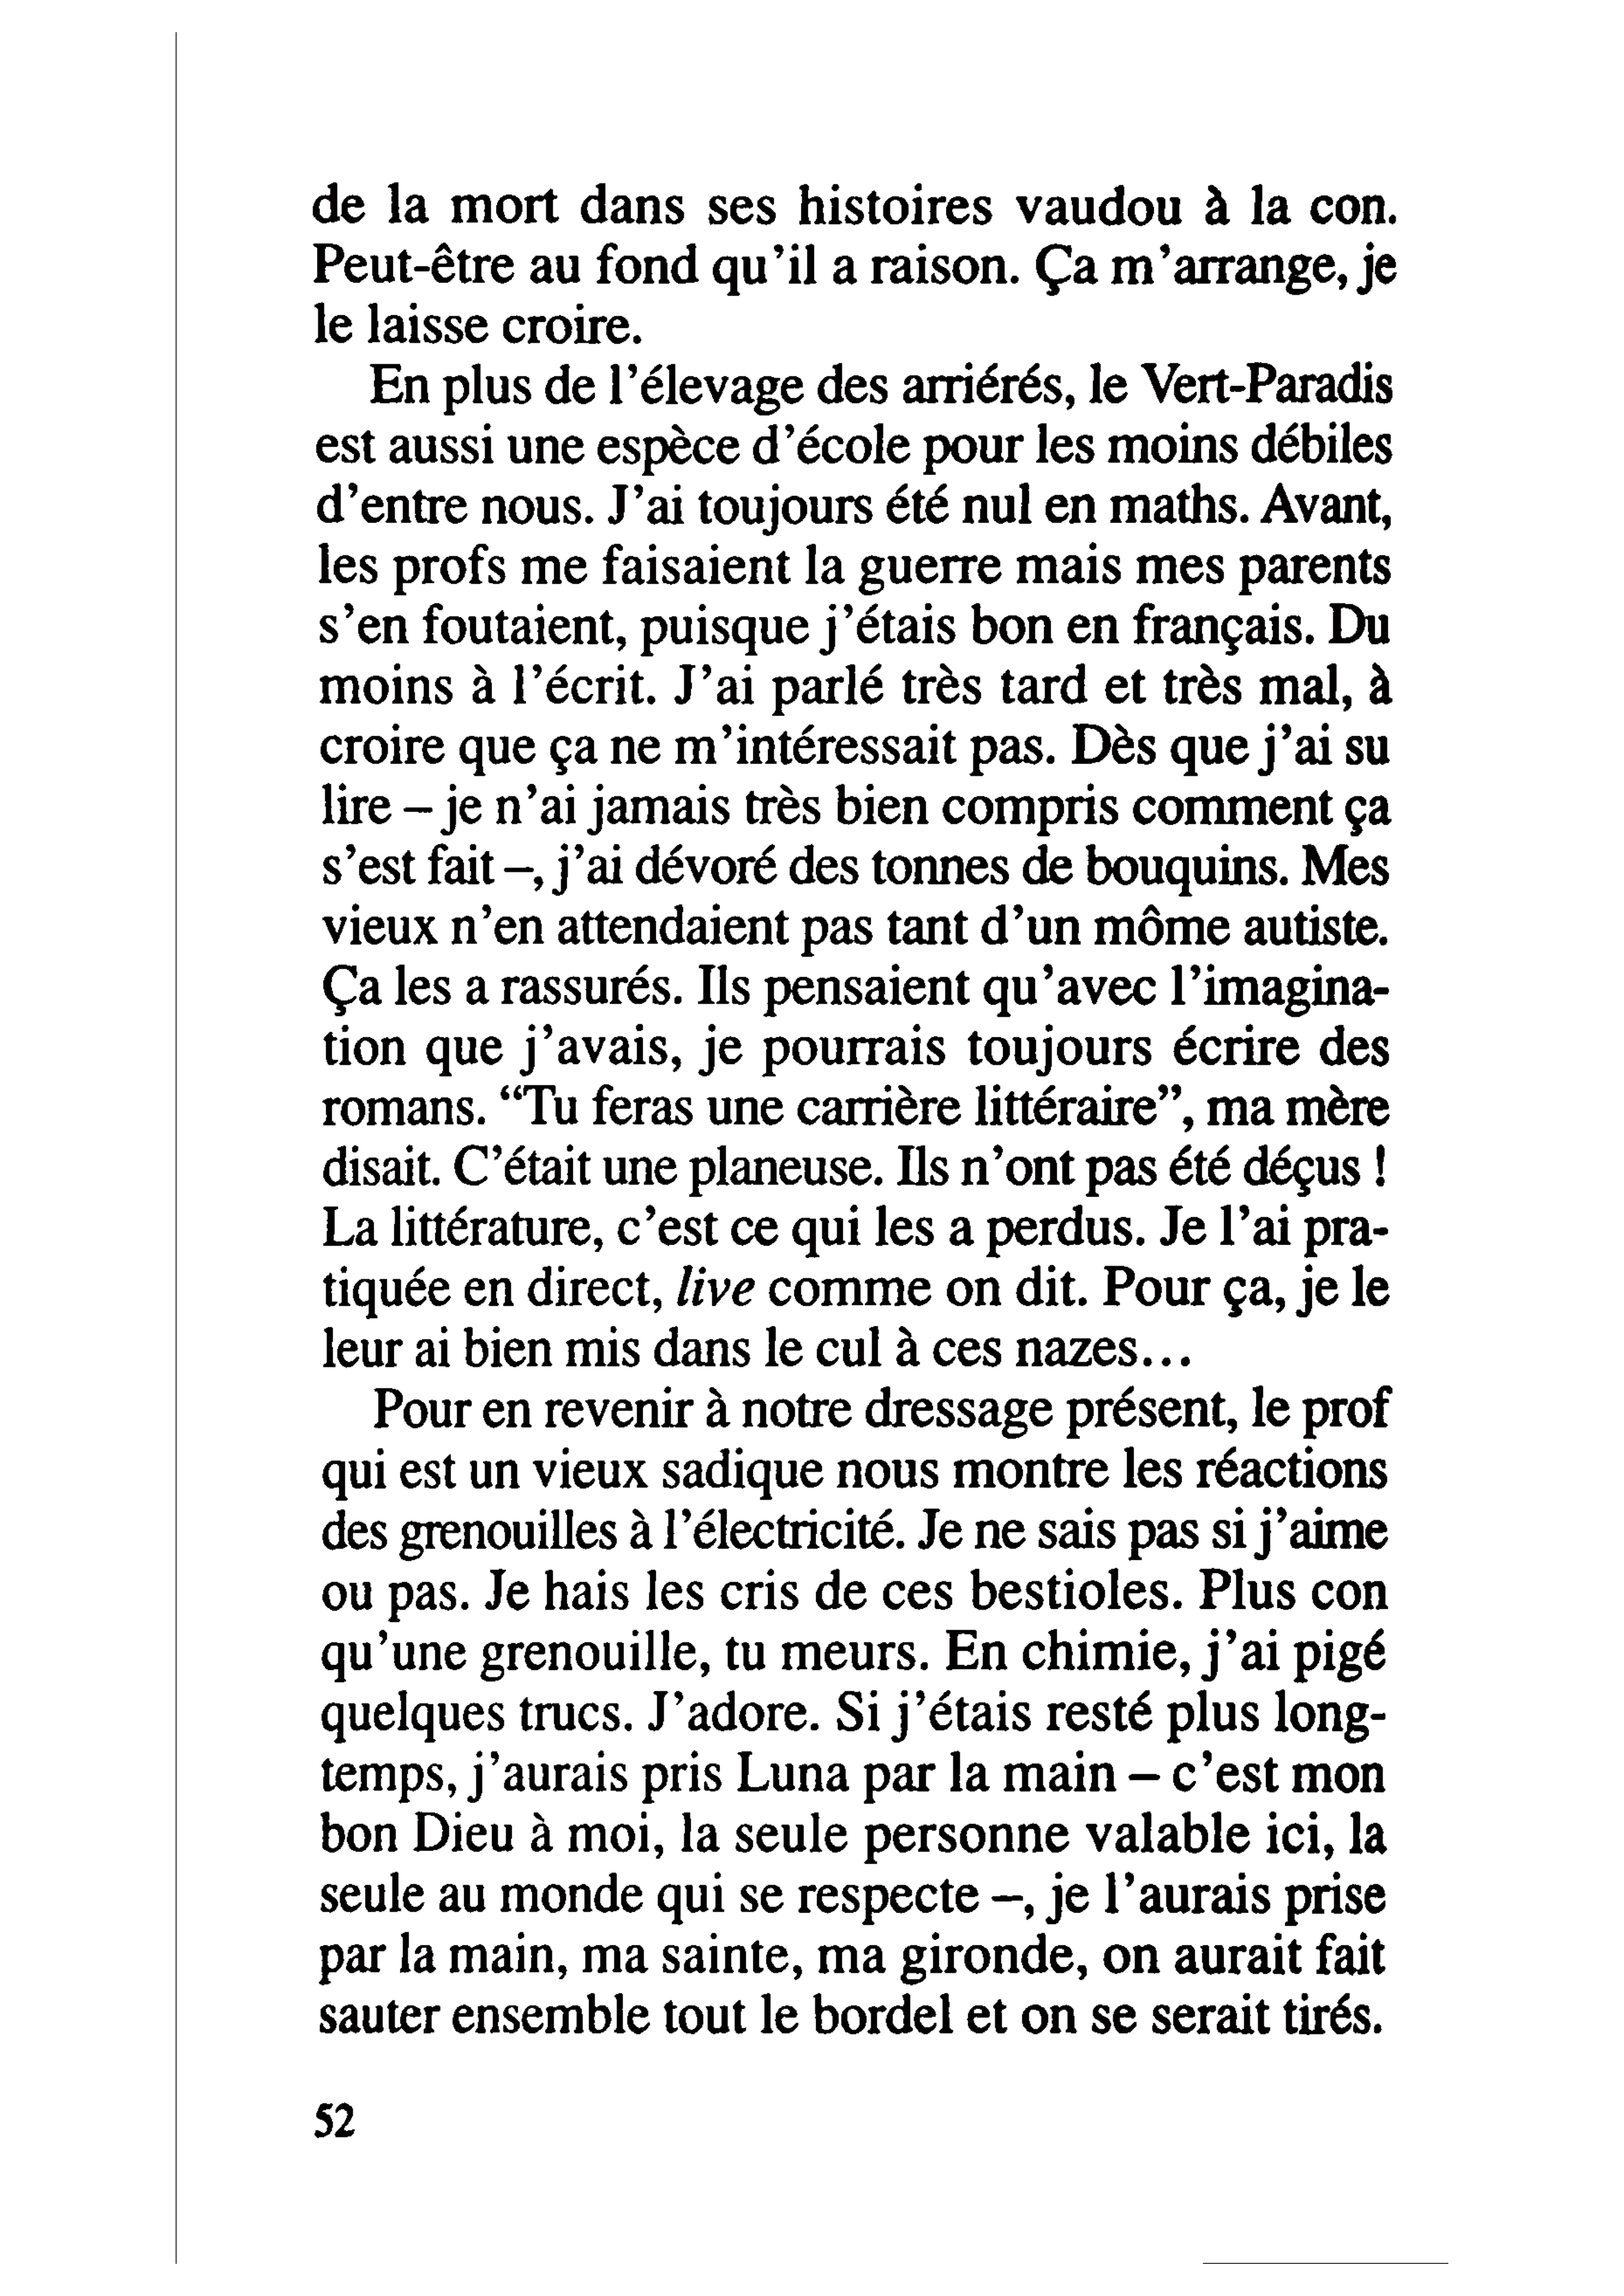 de la mort dans ses histoires vaudou à la con.
Peut-être au fond qu'il a raison. Ça m'arrange, je
le laisse croire.
En plus de l'élevage des arriérés, le Vert-Paradis
est aussi une espèce d'école pour les moins débiles
d'entre nous. J'ai toujours été nul en maths. Avant,
les profs me faisaient la guerre mais mes parents
s'en foutaient, puisque j'étais bon en français. Du
moins à l'écrit. J'ai parlé très tard et très mal, à
croire que ça ne m'intéressait pas. Dès que j'ai su
lire – je n'ai jamais très bien compris comment ça
s'est fait –, j'ai dévoré des tonnes de bouquins. Mes
vieux n'en attendaient pas tant d'un môme autiste.
Ça les a rassurés. Ils pensaient qu'avec l'imagina-
tion que j'avais, je pourrais toujours écrire des
romans. “Tu feras une carrière littéraire”, ma mère
disait. C'était une planeuse. Ils n'ont pas été déçus !
La littérature, c'est ce qui les a perdus. Je l'ai pra-
tiquée en direct, live comme on dit. Pour ça, je le
leur ai bien mis dans le cul à ces nazes…
Pour en revenir à notre dressage présent, le prof
qui est un vieux sadique nous montre les réactions
des grenouilles à l'électricité. Je ne sais pas si j'aime
ou pas. Je hais les cris de ces bestioles. Plus con
qu'une grenouille, tu meurs. En chimie, j'ai pigé
quelques trucs. J'adore. Si j'étais resté plus long-
temps, j'aurais pris Luna par la main – c'est mon
bon Dieu à moi, la seule personne valable ici, la
seule au monde qui se respecte –, je l'aurais prise
par la main, ma sainte, ma gironde, on aurait fait
sauter ensemble tout le bordel et on se serait tirés.
52